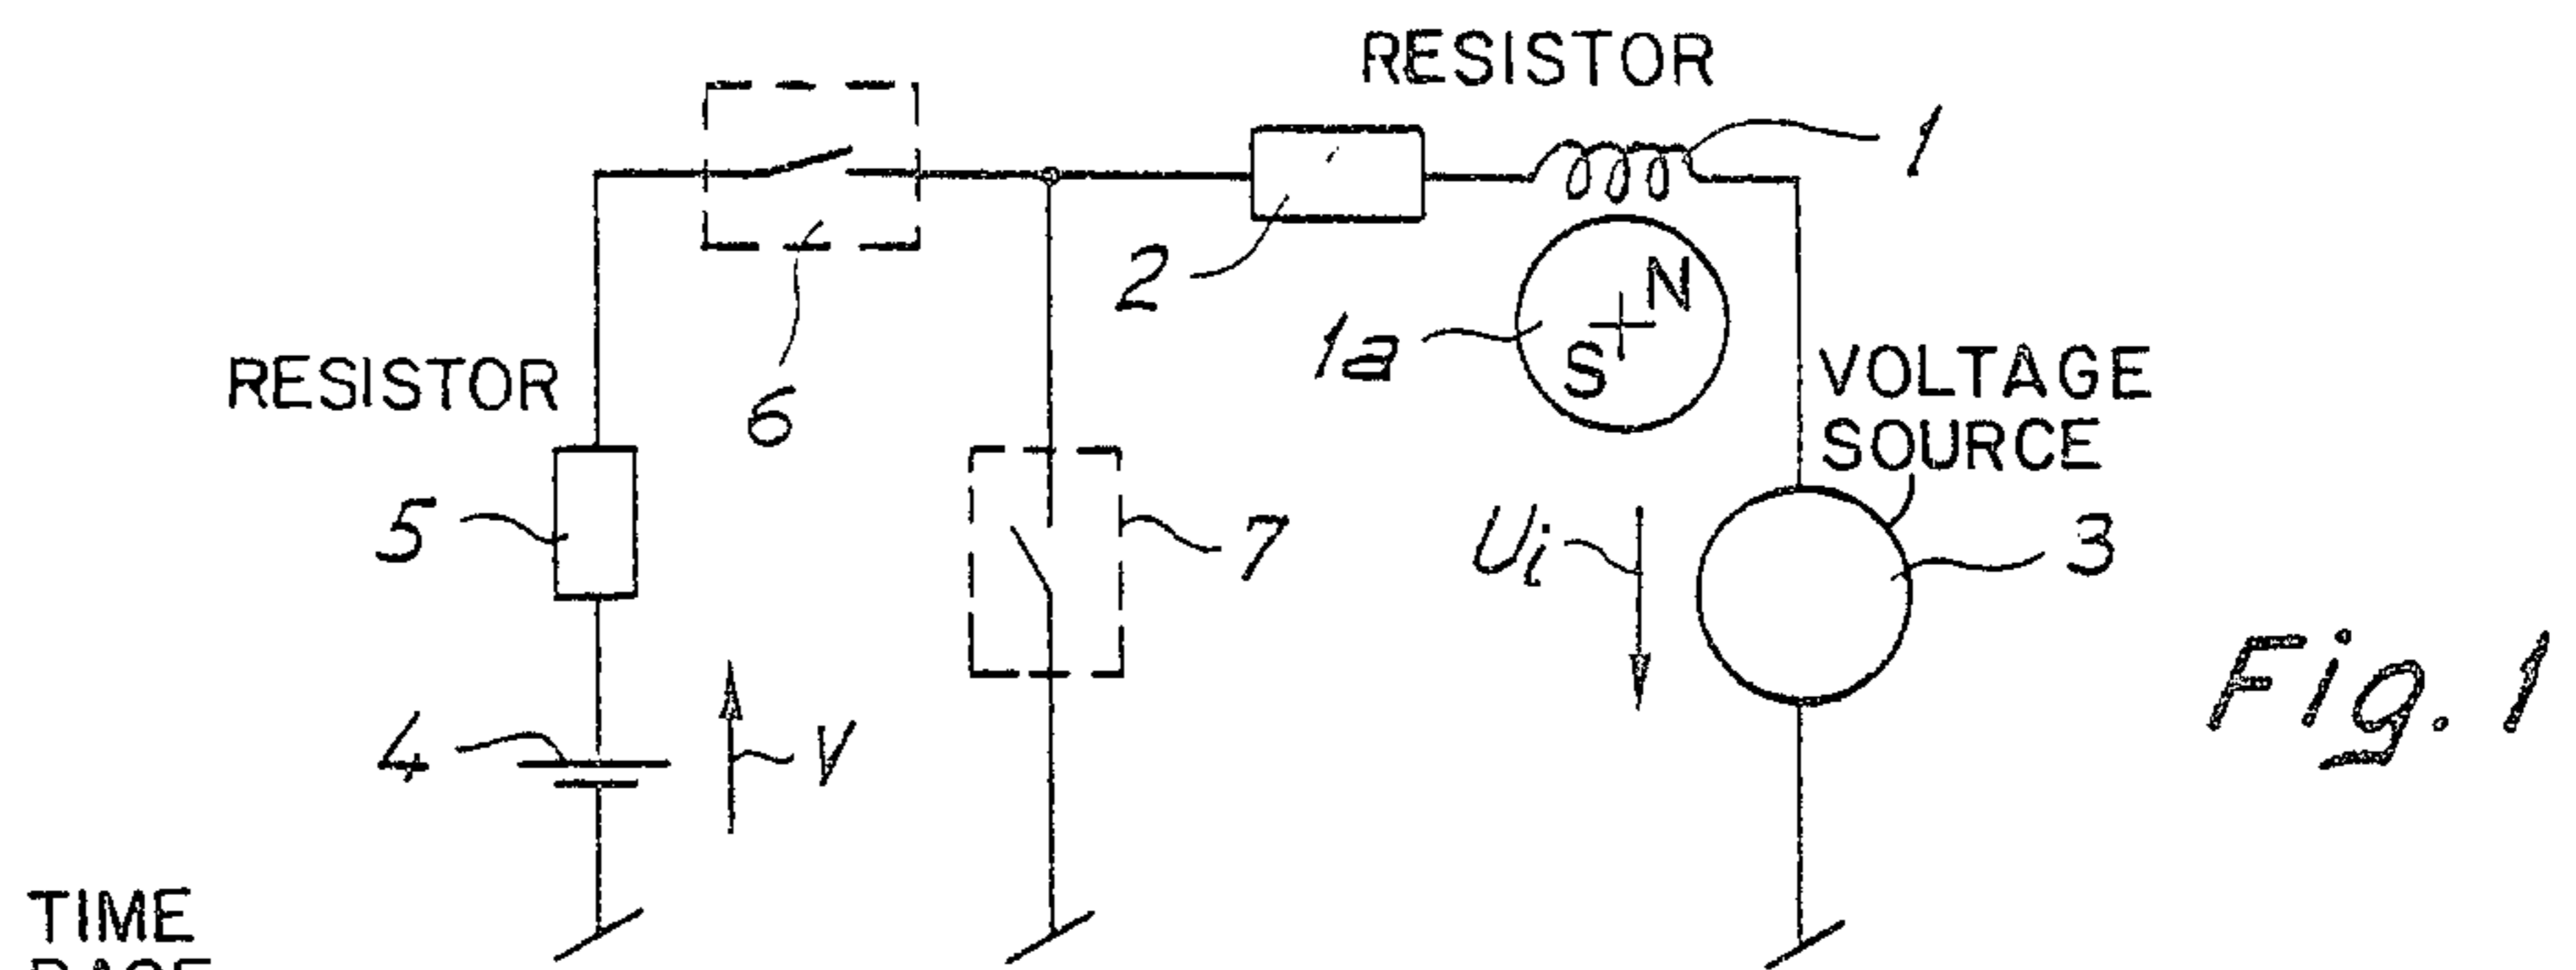 RESISTOR
1
2
1a
N
S
RESISTOR
6
VOLTAGE
SOURCE
5
7
Ui
3
4
V
Fig. 1
TIME